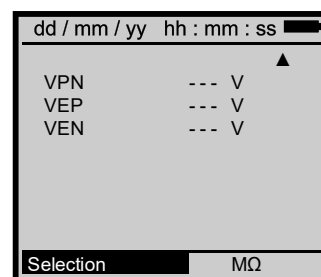 dd / mm / yy hh : mm : ss
VPN --- V
VEP --- V
VEN --- V
Selection MΩ